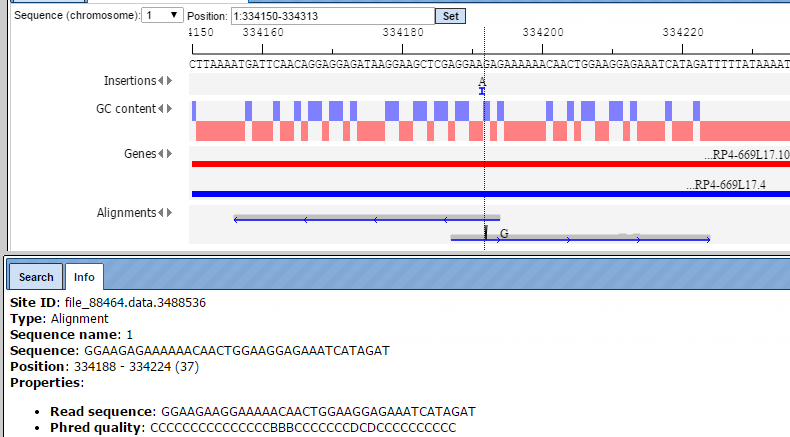 Sequence (chromosome): 1 Position: 1:334150-334313 Set
4150 334160 334180 334200 334220
CTTAAAATGATTCAACAGGAGGAGATAAGGAAGCTCGAGGAAGAGAAAAAACAACTGGAAGGAGAAATCATAGATTTTTATAAAAT
Insertions A
GC content
Genes ...RP4-669L17.10
...RP4-669L17.4
Alignments
G
Search Info
Site ID: file_88464.data.3488536
Type: Alignment
Sequence name: 1
Sequence: GGAAGAGAAAAAACAACTGGAAGGAGAAATCATAGAT
Position: 334188 - 334224 (37)
Properties:
• Read sequence: GGAAGAAGGAAAAACAACTGGAAGGAGAAATCATAGAT
• Phred quality: CCCCCCCCCCCCCCCBBBCCCCCCCDCDCCCCCCCCCC